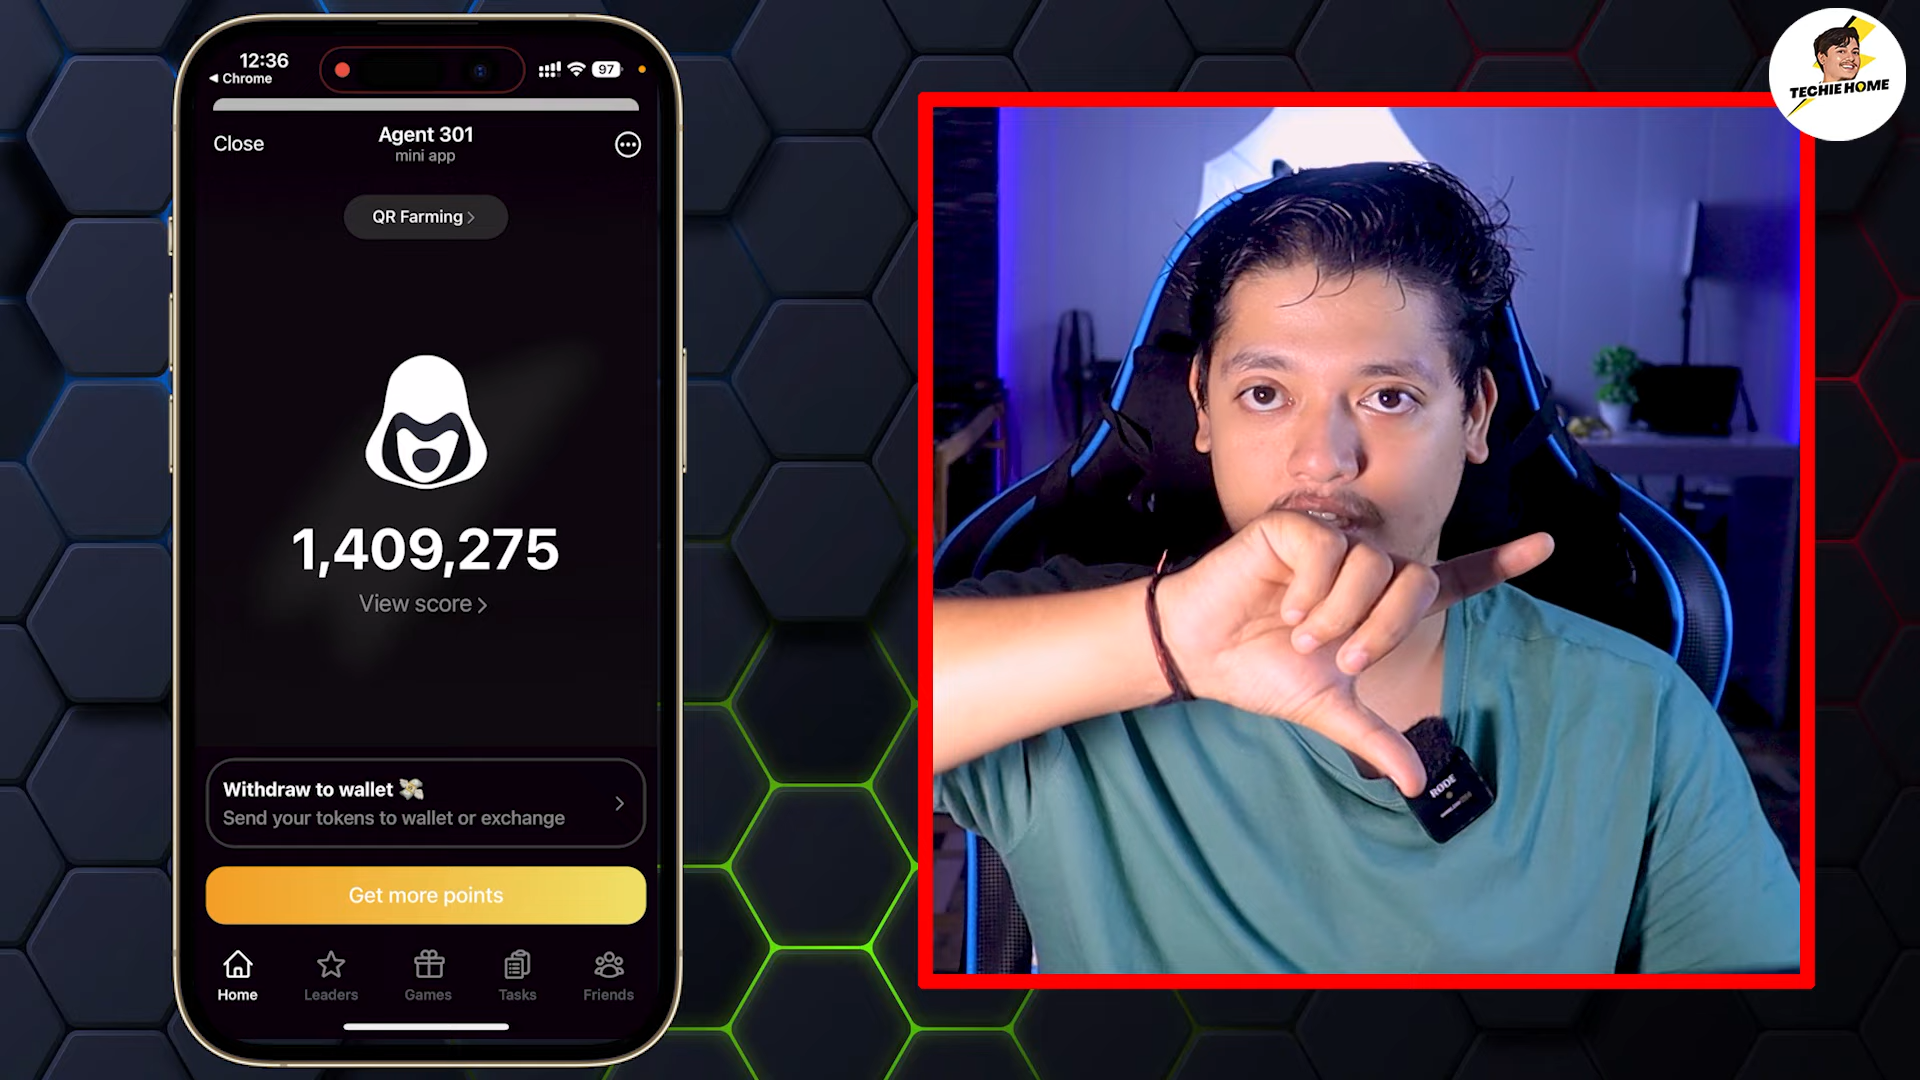 12:36
97
Chrome
Close
Agent 301
mini app
QR Farming
1,409,275
View score
Withdraw to wallet
Send your tokens to wallet or exchange
Get more points
Home
Leaders
Games
Tasks
Friends
RODE
TECHIE HOME